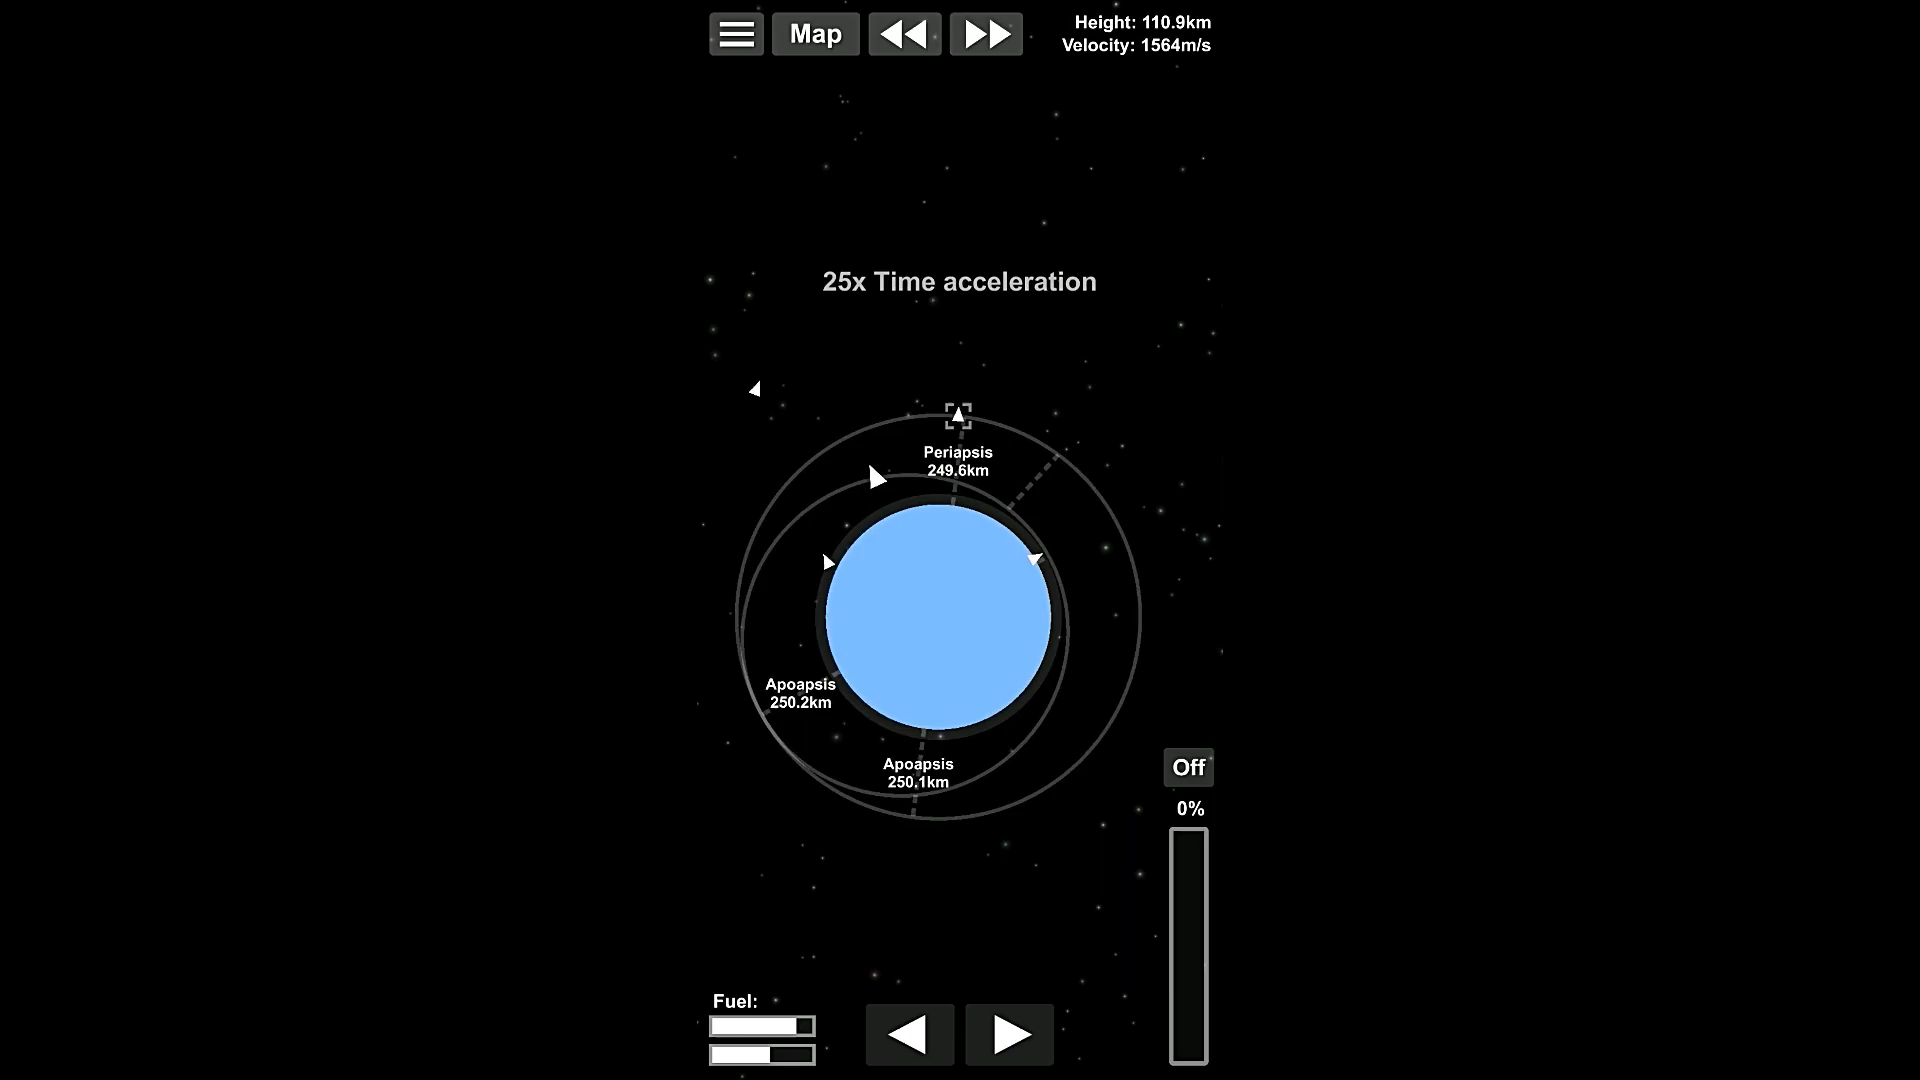 Map
Height: 110.9km
Velocity: 1564m/s
25x Time acceleration
Periapsis
249.6km
Apoapsis
250.2km
Apoapsis
250.1km
Off
0%
Fuel: